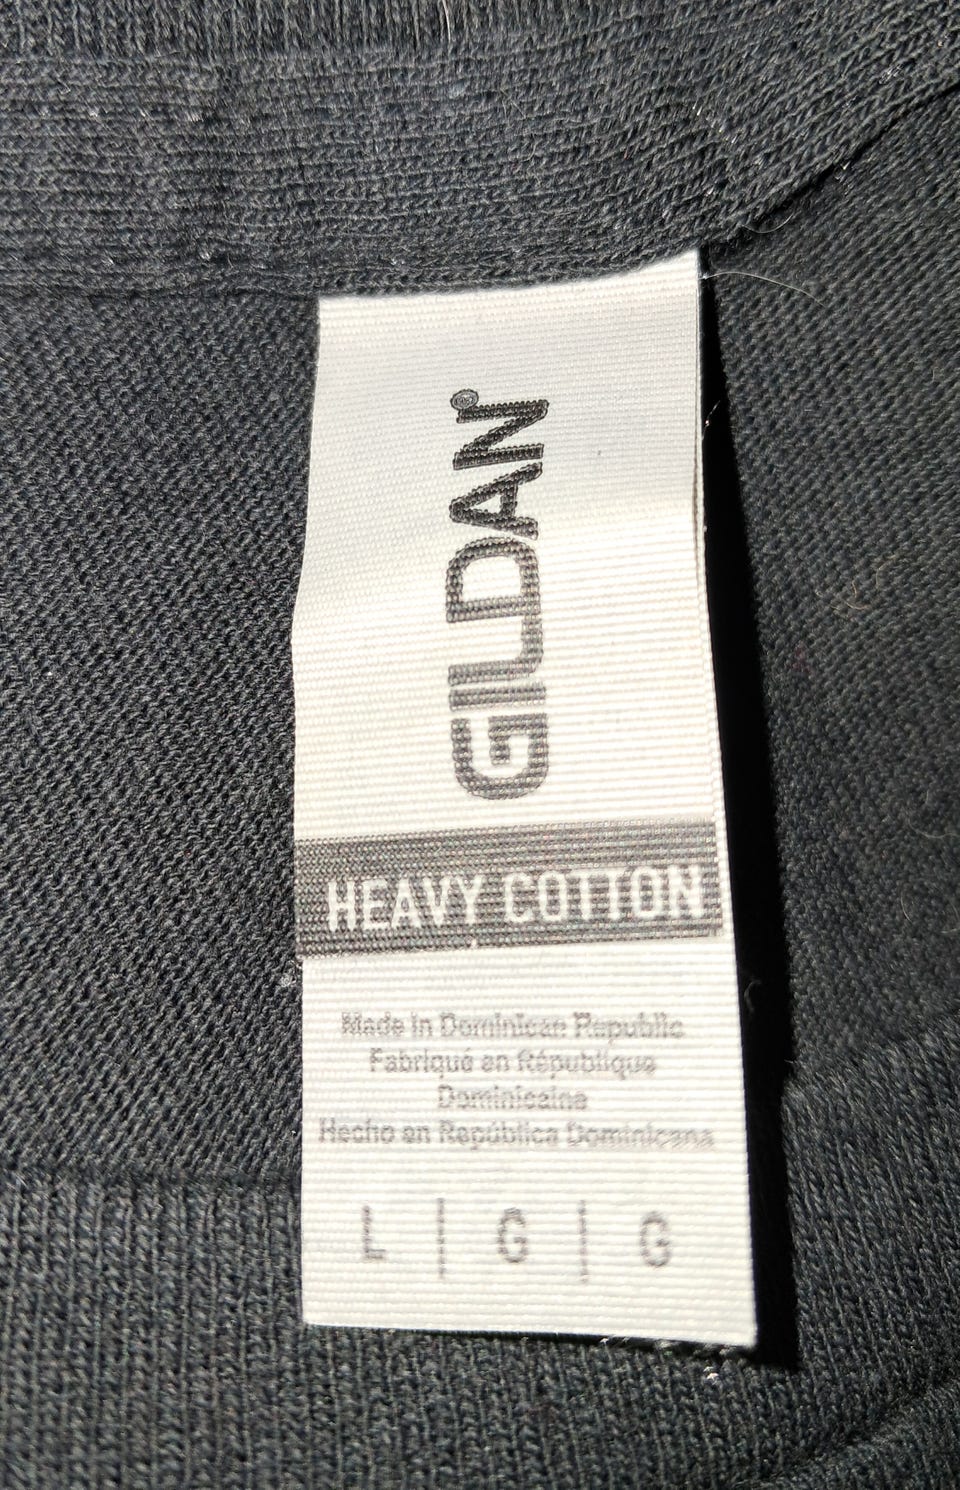 GILDAN®
HEAVY COTTON
Made in Dominican Republic
Fabriqué en République
Dominicaine
Hecho en República Dominicana
L | G | G